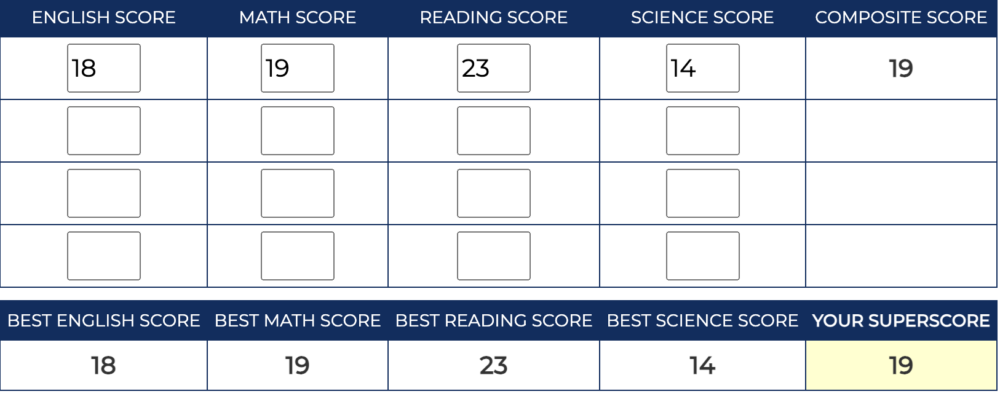 ENGLISH SCORE MATH SCORE READING SCORE SCIENCE SCORE COMPOSITE SCORE
18 19 23 14 19
BEST ENGLISH SCORE BEST MATH SCORE BEST READING SCORE BEST SCIENCE SCORE YOUR SUPERSCORE
18 19 23 14 19